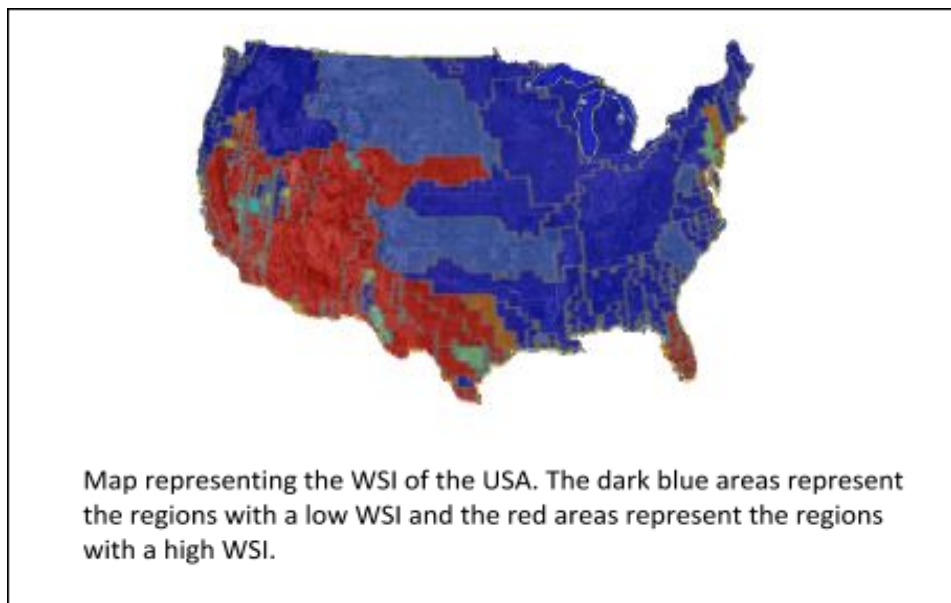 Map representing the WSI of the USA. The dark blue areas represent
the regions with a low WSI and the red areas represent the regions
with a high WSI.